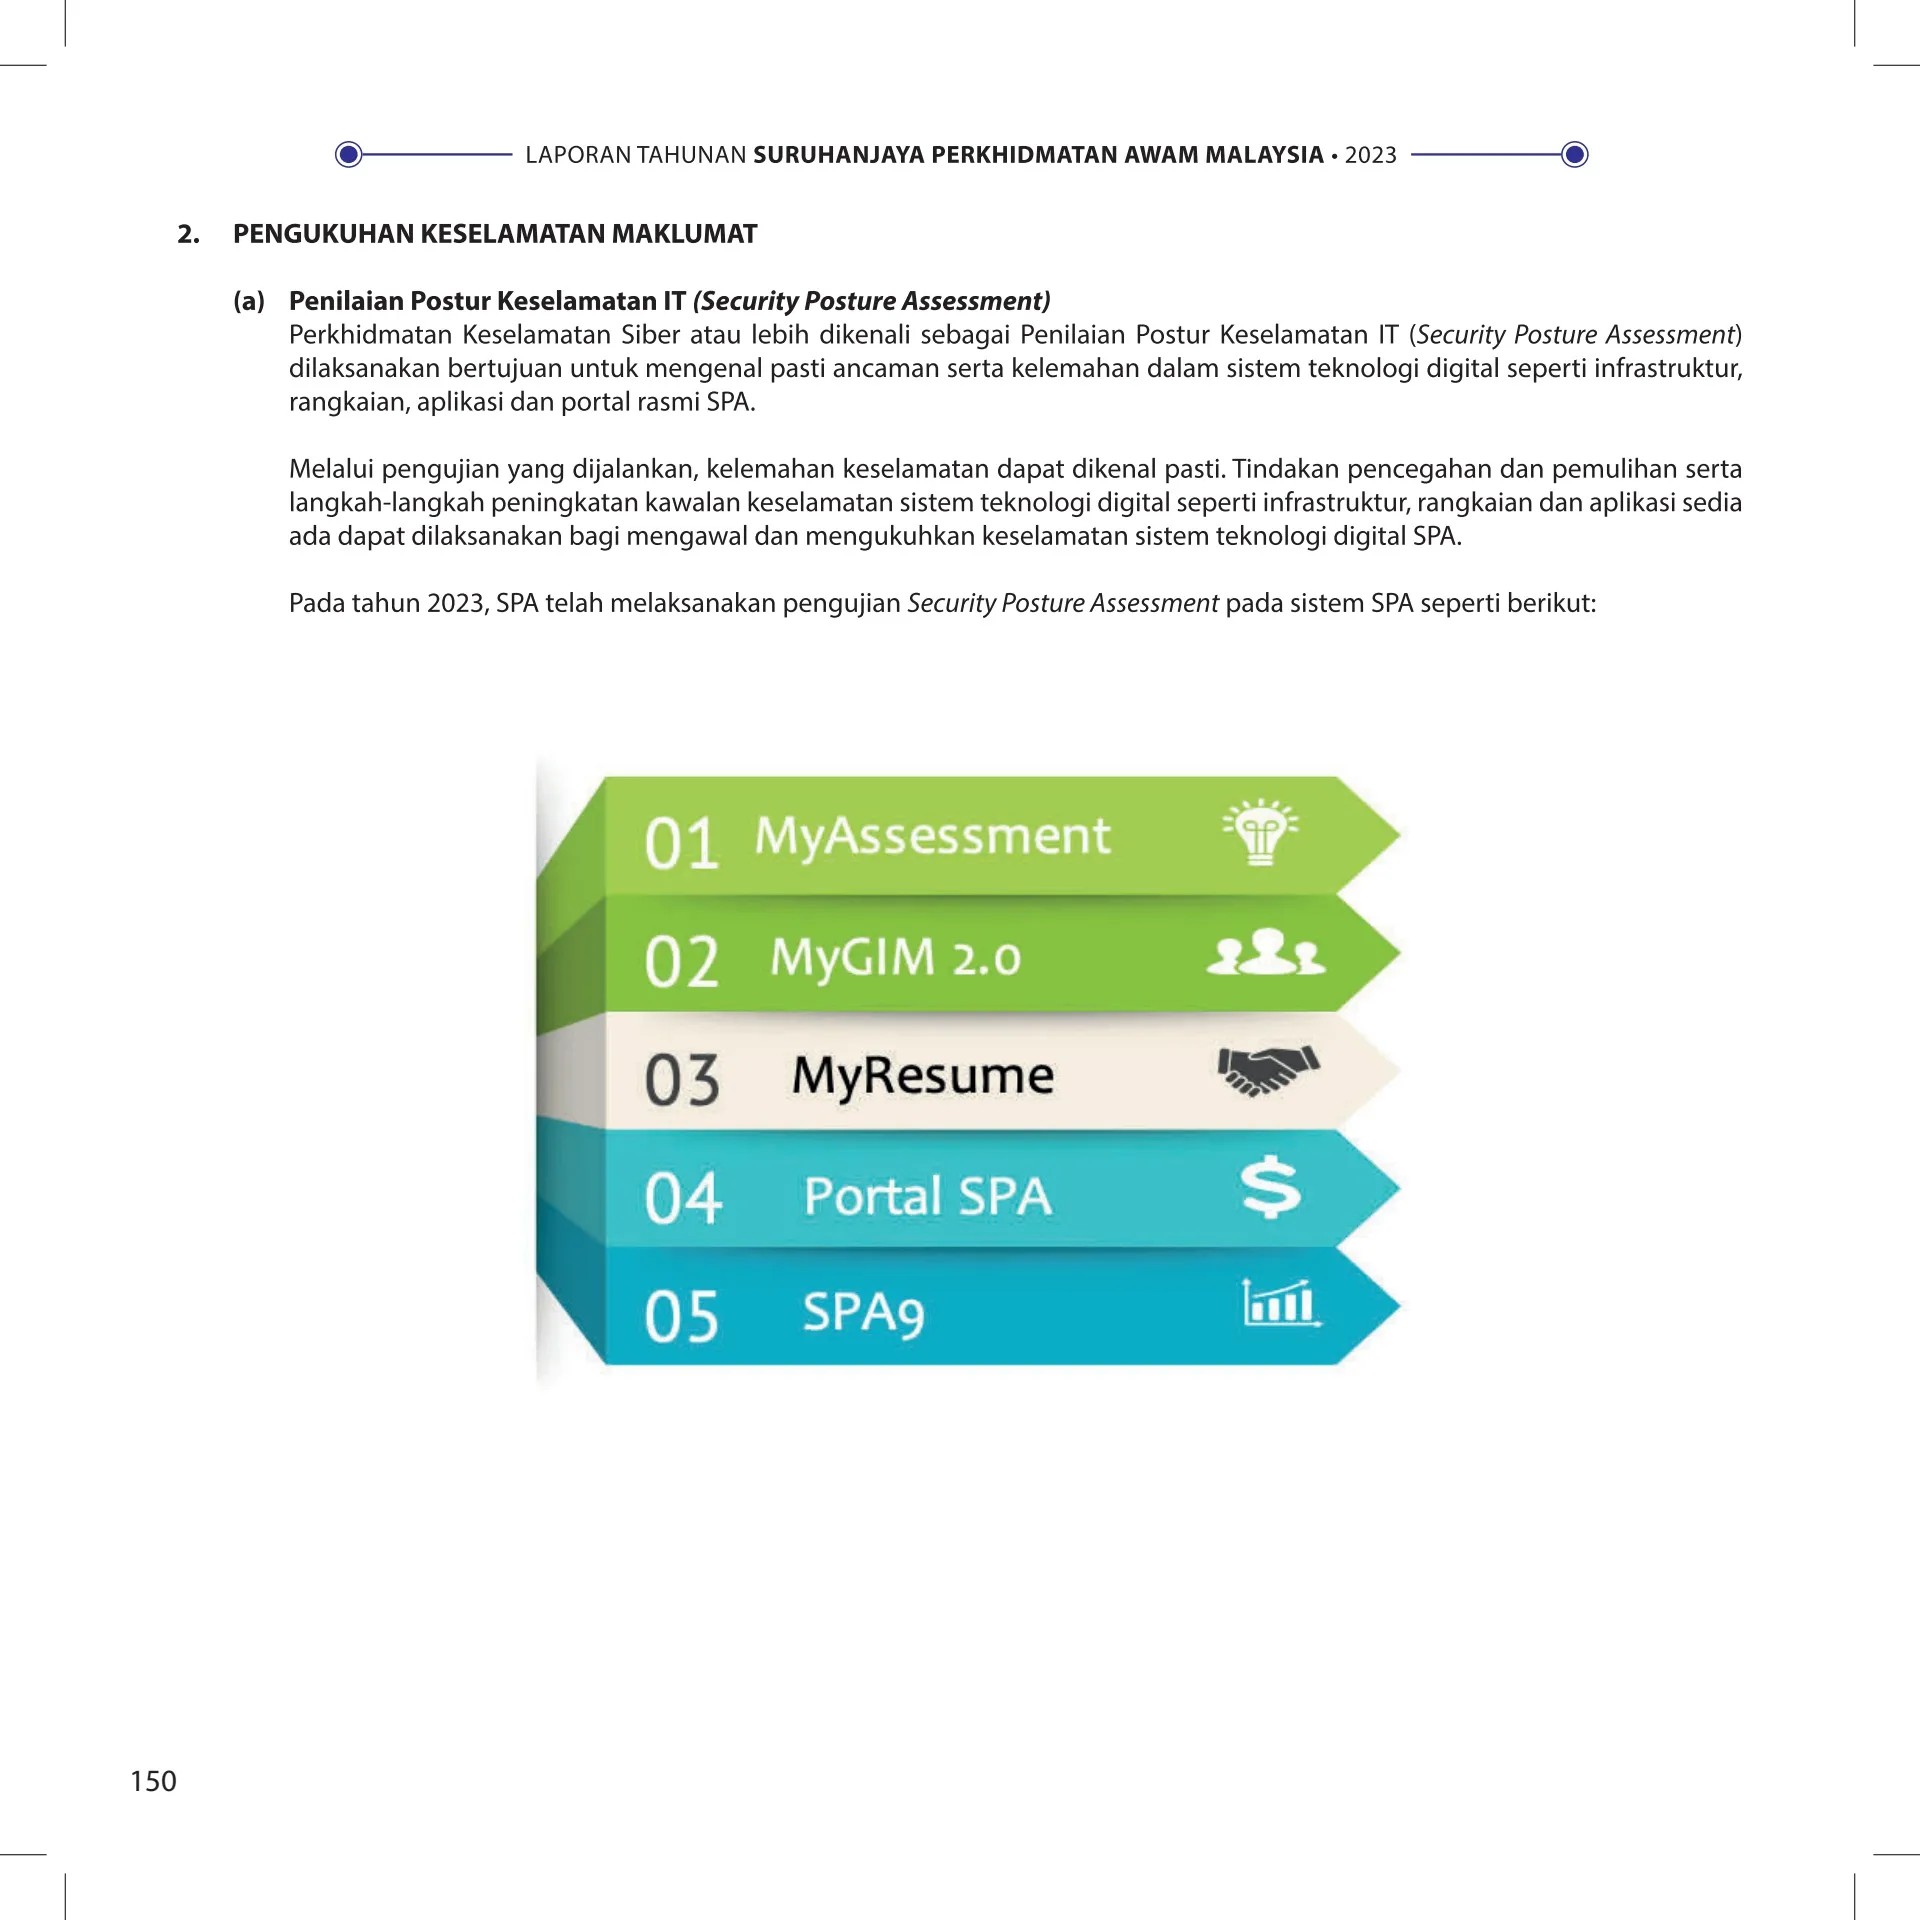 LAPORAN TAHUNAN SURUHANJAYA PERKHIDMATAN AWAM MALAYSIA • 2023
2. PENGUKUHAN KESELAMATAN MAKLUMAT
(a) Penilaian Postur Keselamatan IT (Security Posture Assessment)
Perkhidmatan Keselamatan Siber atau lebih dikenali sebagai Penilaian Postur Keselamatan IT (Security Posture Assessment)
dilaksanakan bertujuan untuk mengenal pasti ancaman serta kelemahan dalam sistem teknologi digital seperti infrastruktur,
rangkaian, aplikasi dan portal rasmi SPA.
Melalui pengujian yang dijalankan, kelemahan keselamatan dapat dikenal pasti. Tindakan pencegahan dan pemulihan serta
langkah-langkah peningkatan kawalan keselamatan sistem teknologi digital seperti infrastruktur, rangkaian dan aplikasi sedia
ada dapat dilaksanakan bagi mengawal dan mengukuhkan keselamatan sistem teknologi digital SPA.
Pada tahun 2023, SPA telah melaksanakan pengujian Security Posture Assessment pada sistem SPA seperti berikut:
01 MyAssessment
02 MyGIM 2.0
03 MyResume
04 Portal SPA
05 SPA9
150